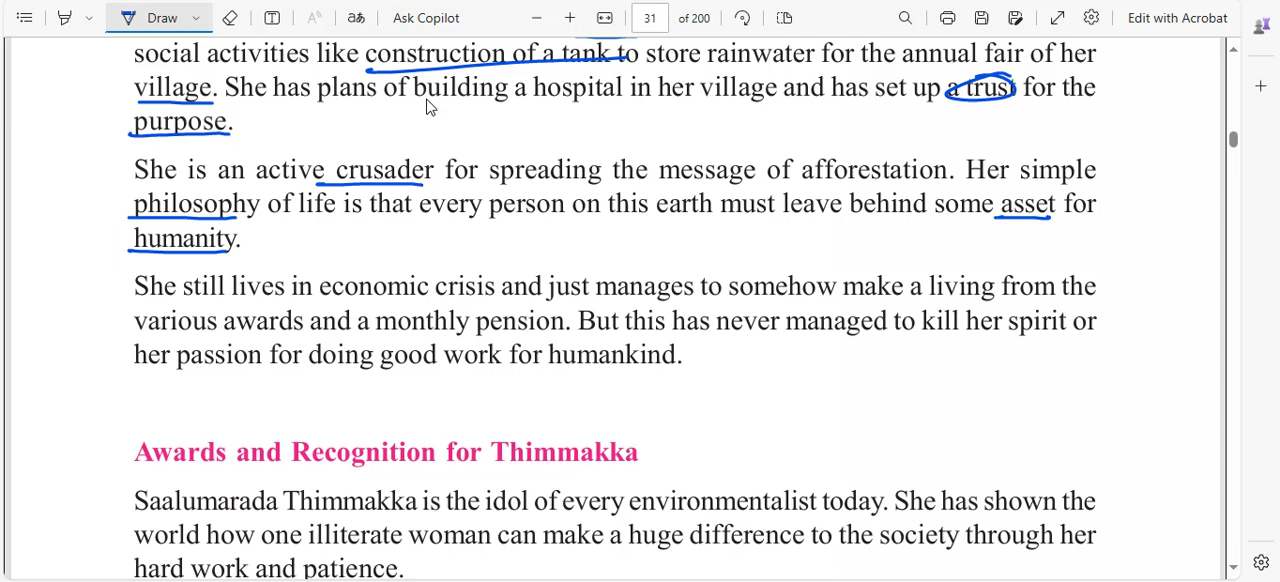 Draw
Ask Copilot
31
of 200
Edit with Acrobat
social activities like construction of a tank to store rainwater for the annual fair of her
village. She has plans of building a hospital in her village and has set up a trust for the
purpose.
She is an active crusader for spreading the message of afforestation. Her simple
philosophy of life is that every person on this earth must leave behind some asset for
humanity.
She still lives in economic crisis and just manages to somehow make a living from the
various awards and a monthly pension. But this has never managed to kill her spirit or
her passion for doing good work for humankind.
Awards and Recognition for Thimmakka
Saalumarada Thimmakka is the idol of every environmentalist today. She has shown the
world how one illiterate woman can make a huge difference to the society through her
hard work and patience.